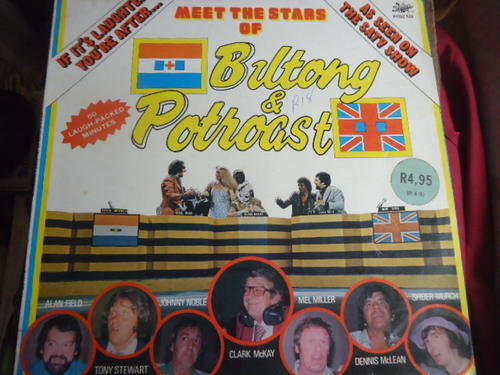 IF IT'S LAUGHTER
YOU'RE AFTER...
MEET THE STARS
OF
AS SEEN ON
THE SATV SHOW
Biltong
&
Potroast
R18
60
LAUGH-PACKED
MINUTES
R4,95
ALAN FIELD
TONY STEWART
JOHNNY NOBLE
CLARK McKAY
MEL MILLER
DENNIS McLEAN
SPIDER MURCH